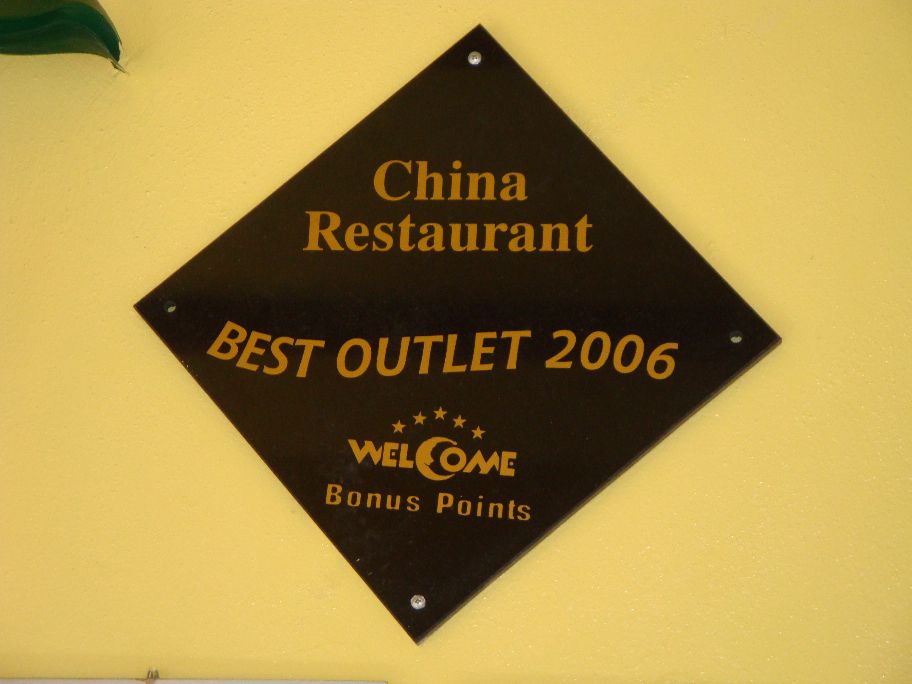 China
Restaurant
BEST OUTLET 2006
WELCOME
Bonus Points